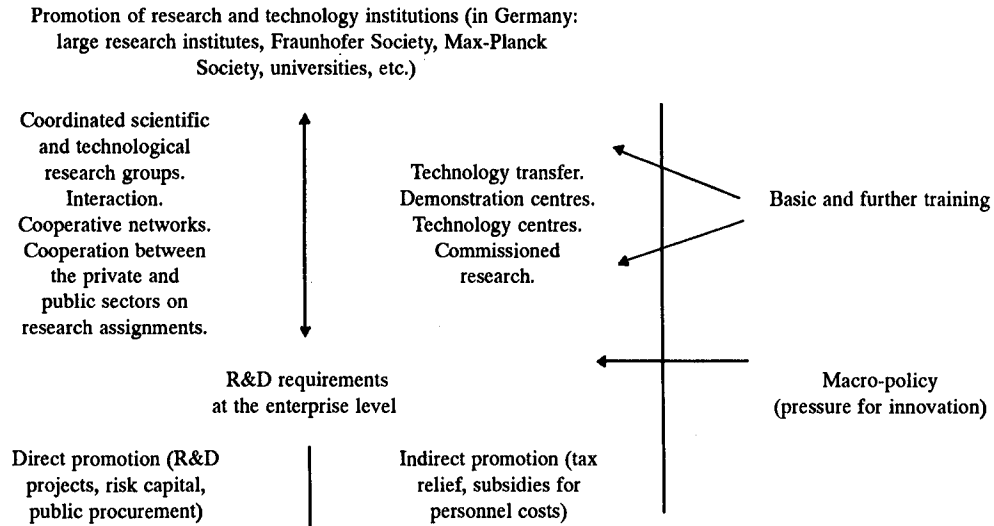 Promotion of research and technology institutions (in Germany:
large research institutes, Fraunhofer Society, Max-Planck
Society, universities, etc.)
Coordinated scientific
and technological
research groups.
Interaction.
Cooperative networks.
Cooperation between
the private and
public sectors on
research assignments.
Technology transfer.
Demonstration centres.
Technology centres.
Commissioned
research.
Basic and further training
R&D requirements
at the enterprise level
Macro-policy
(pressure for innovation)
Direct promotion (R&D
projects, risk capital,
public procurement)
Indirect promotion (tax
relief, subsidies for
personnel costs)